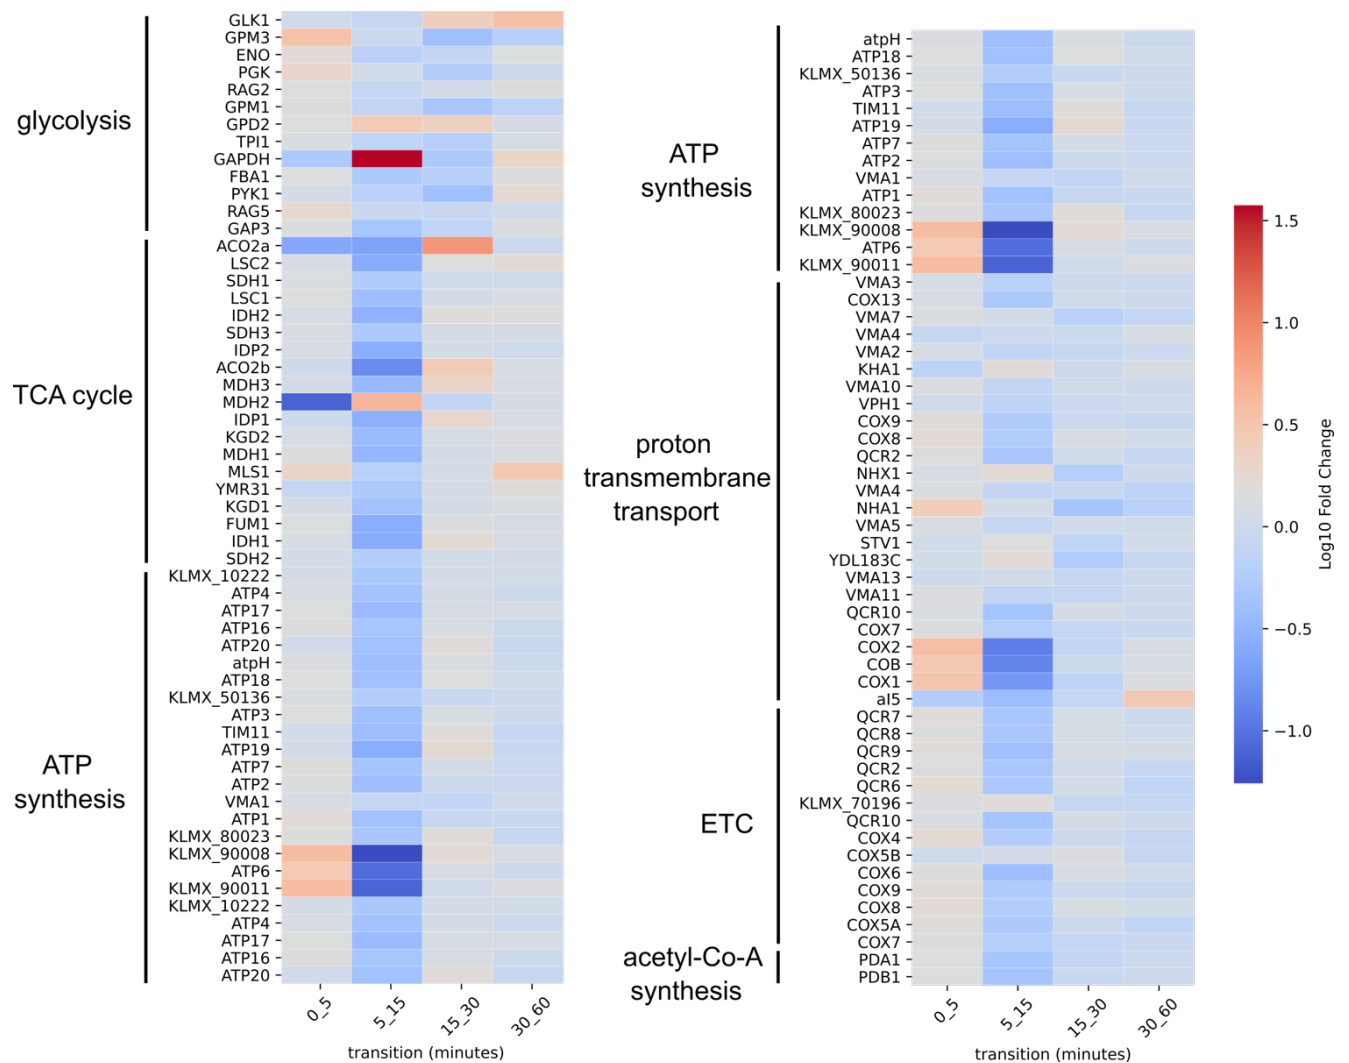 glycolysis
TCA cycle
ATP
synthesis
GLK1
GPM3
ENO
PGK
RAG2
GPM1
GPD2
TPI1
GAPDH
FBA1
PYK1
RAG5
GAP3
ACO2a
LSC2
SDH1
LSC1
IDH2
SDH3
IDP2
ACO2b
MDH3
MDH2
IDP1
KGD2
MDH1
MLS1
YMR31
KGD1
FUM1
IDH1
SDH2
KLMX_10222
ATP4
ATP17
ATP16
ATP20
atpH
ATP18
KLMX_50136
ATP3
TIM11
ATP19
ATP7
ATP2
VMA1
ATP1
KLMX_80023
KLMX_90008
ATP6
KLMX_90011
KLMX_10222
ATP4
ATP17
ATP16
ATP20
0_5
5_15
15_30
30_60
transition (minutes)
ATP
synthesis
proton
transmembrane
transport
ETC
acetyl-Co-A
synthesis
atpH
ATP18
KLMX_50136
ATP3
TIM11
ATP19
ATP7
ATP2
VMA1
ATP1
KLMX_80023
KLMX_90008
ATP6
KLMX_90011
VMA3
COX13
VMA7
VMA4
VMA2
KHA1
VMA10
VPH1
COX9
COX8
QCR2
NHX1
VMA4
NHA1
VMA5
STV1
YDL183C
VMA13
VMA11
QCR10
COX7
COX2
COB
COX1
aI5
QCR7
QCR8
QCR9
QCR2
QCR6
KLMX_70196
QCR10
COX4
COX5B
COX6
COX9
COX8
COX5A
COX7
PDA1
PDB1
0_5
5_15
15_30
30_60
transition (minutes)
1.5
1.0
0.5
0.0
−0.5
−1.0
Log10 Fold Change